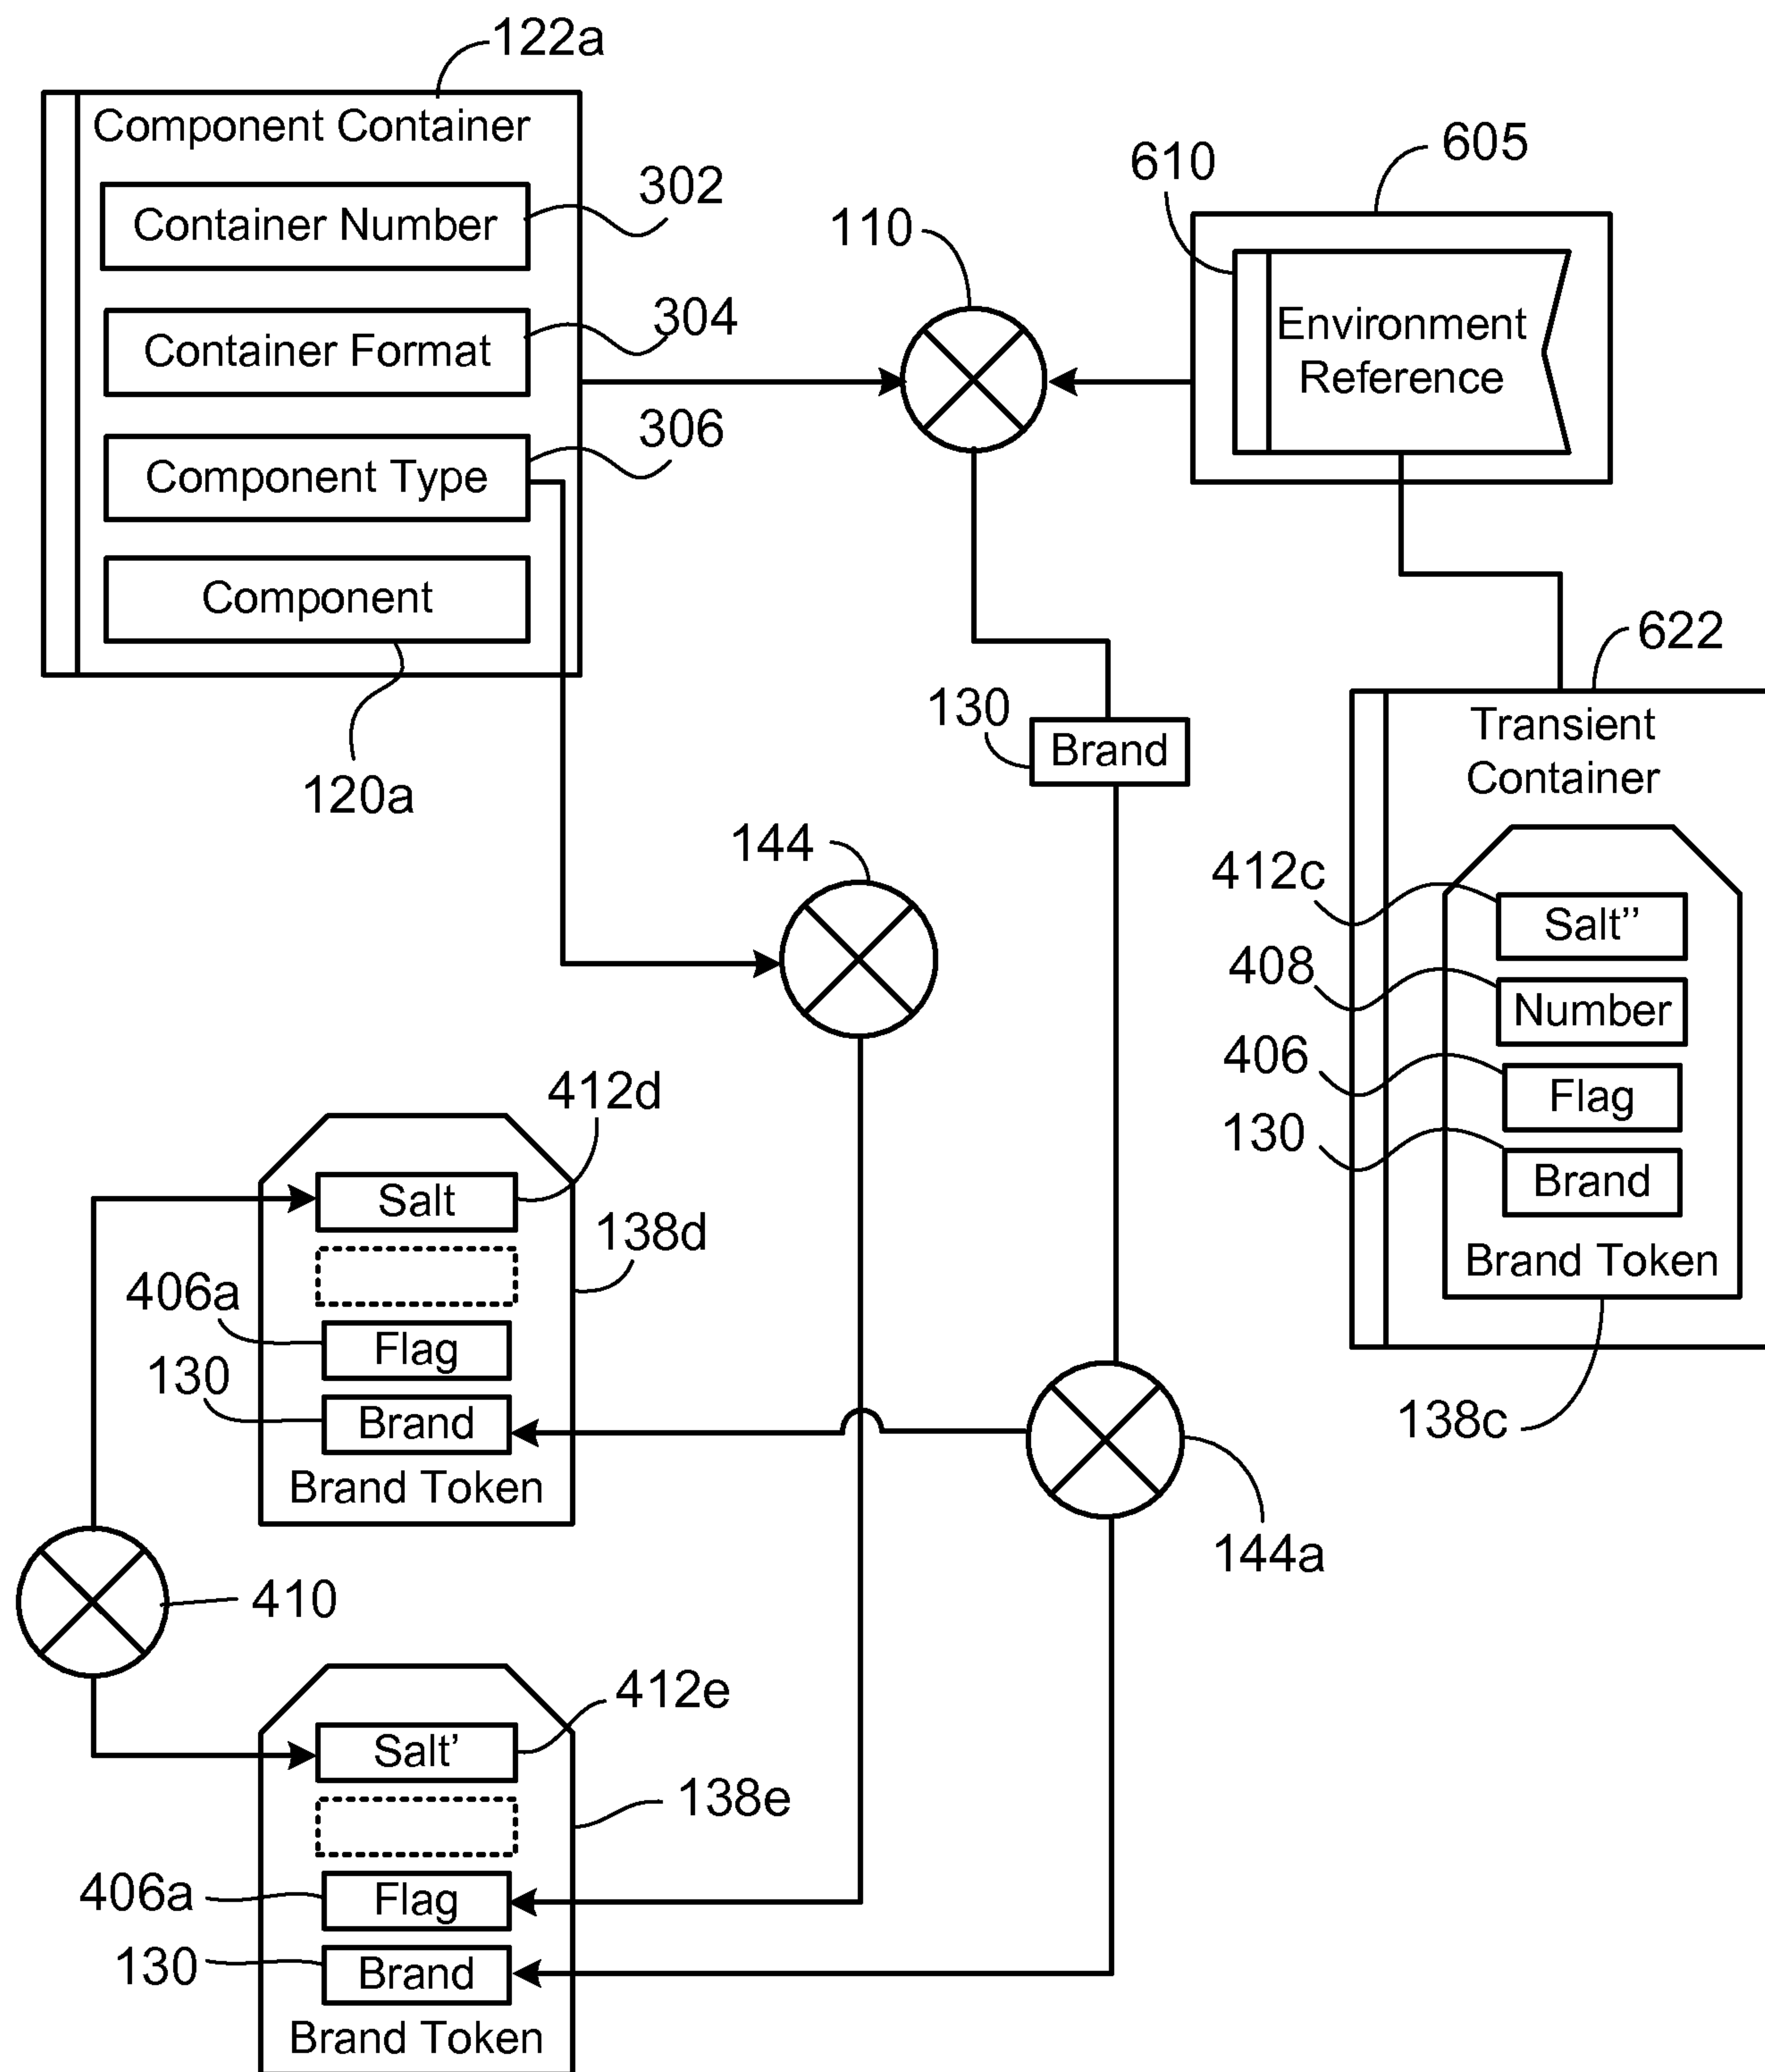 122a
Component Container
Container Number
302
Container Format
304
Component Type
306
Component
120a
110
610
605
Environment
Reference
130
Brand
622
Transient
Container
412c
Salt’’
408
Number
406
Flag
130
Brand
Brand Token
138c
144
412d
Salt
138d
406a
Flag
130
Brand
Brand Token
144a
410
412e
Salt’
138e
406a
Flag
130
Brand
Brand Token